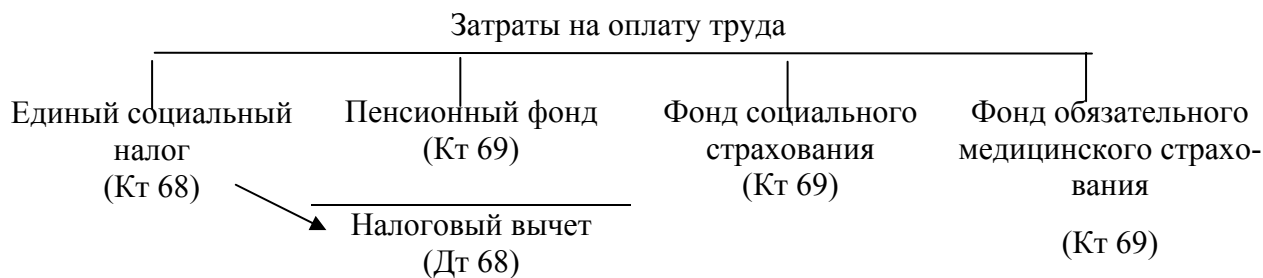 Затраты на оплату труда
Единый социальный
налог
(Кт 68)
Пенсионный фонд
(Кт 69)
Налоговый вычет
(Дт 68)
Фонд социального
страхования
(Кт 69)
Фонд обязательного
медицинского страхо-
вания
(Кт 69)